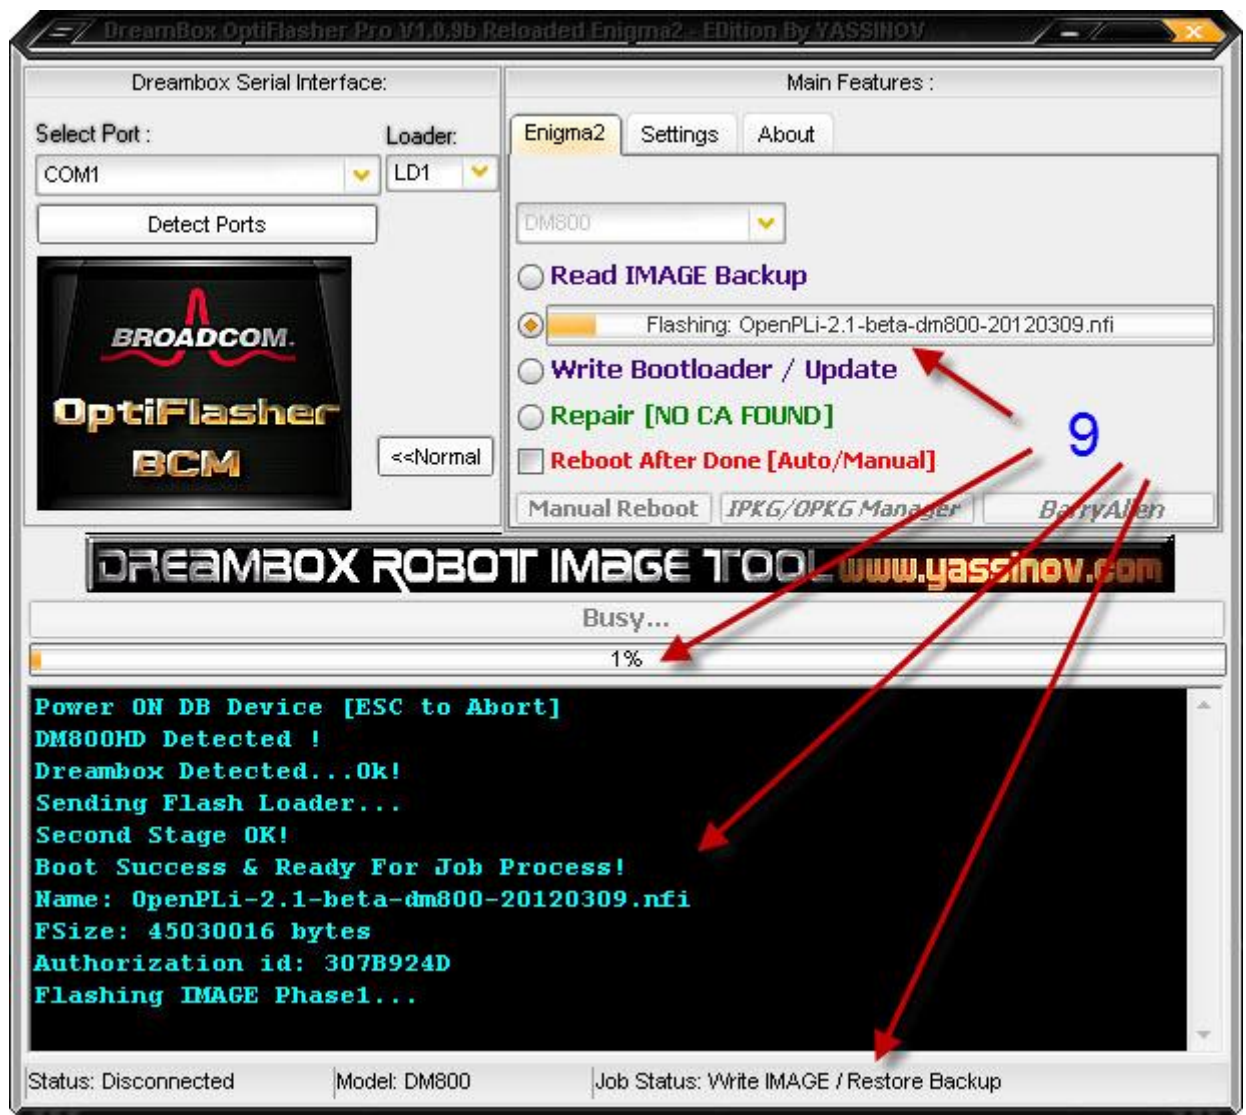 DreamBox OptiFlasher Pro V1.0.9b Reloaded Enigma2 - EDition By YASSINOV
Dreambox Serial Interface:
Main Features :
Select Port :
Loader:
Enigma2
Settings
About
COM1
LD1
Detect Ports
DM800
Read IMAGE Backup
BROADCOM.
Flashing: OpenPLi-2.1-beta-dm800-20120309.nfi
Write Bootloader / Update
OptiFlasher
Repair [NO CA FOUND]
9
BCM
<<Normal
Reboot After Done [Auto/Manual]
Manual Reboot
IPKG/OPKG Manager
BarryAllen
DREAMBOX ROBOT IMAGE TOOL www.yassinov.com
Busy...
1%
Power ON DB Device [ESC to Abort]
DM800HD Detected !
Dreambox Detected...Ok!
Sending Flash Loader...
Second Stage OK!
Boot Success & Ready For Job Process!
Name: OpenPLi-2.1-beta-dm800-20120309.nfi
FSize: 45030016 bytes
Authorization id: 307B924D
Flashing IMAGE Phase1...
Status: Disconnected
Model: DM800
Job Status: Write IMAGE / Restore Backup